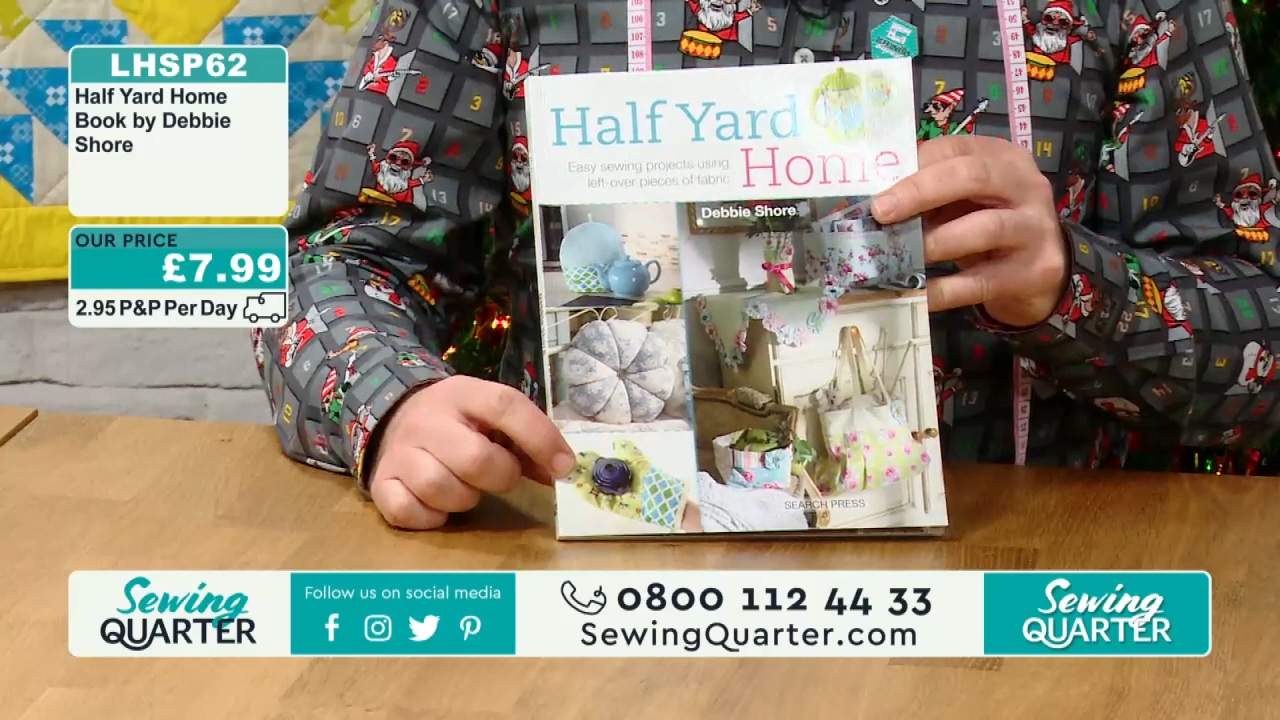 LHSP62
Half Yard Home
Book by Debbie
Shore
OUR PRICE
£7.99
2.95 P&P Per Day
Half Yard
Home
Easy sewing projects using
left-over pieces of fabric
Debbie Shore
SEARCH PRESS
Sewing
QUARTER
Follow us on social media
0800 112 44 33
SewingQuarter.com
Sewing
QUARTER